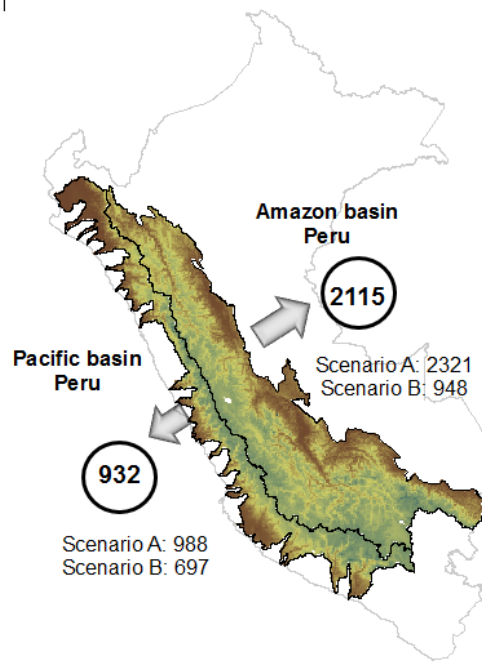 Amazon basin
Peru
2115
Scenario A: 2321
Scenario B: 948
Pacific basin
Peru
932
Scenario A: 988
Scenario B: 697